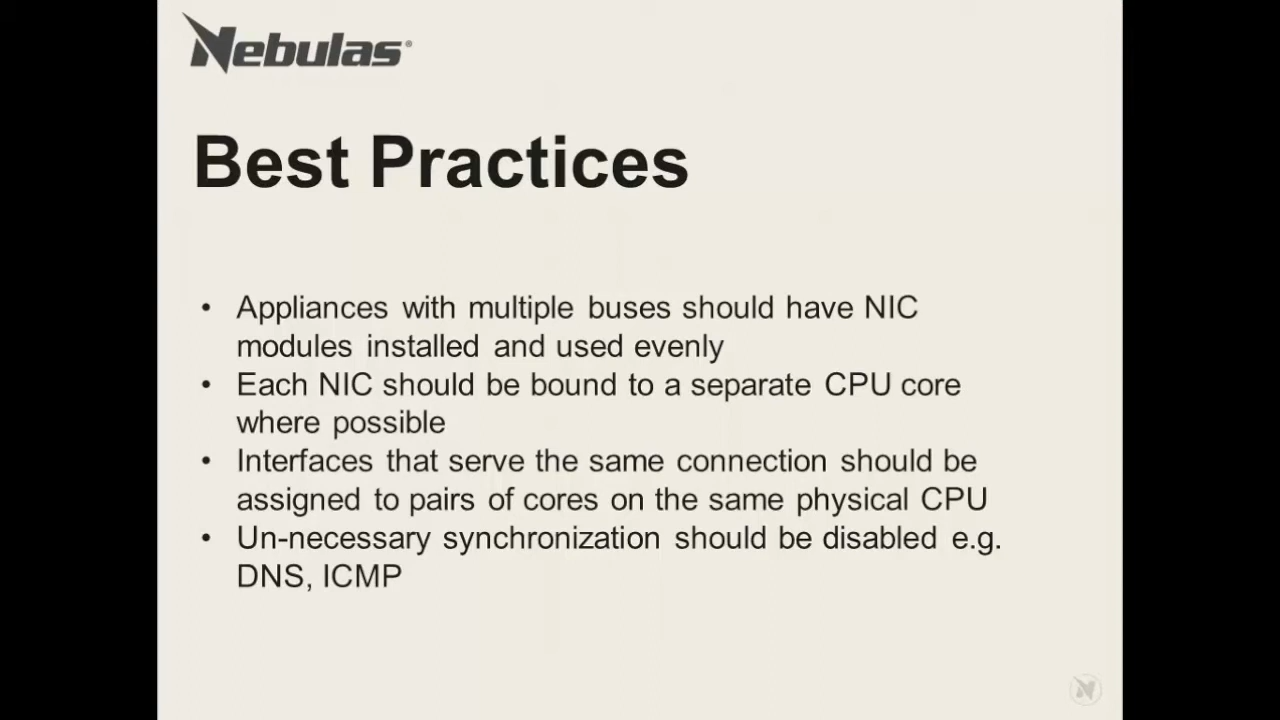 Nebulas®
Best Practices
• Appliances with multiple buses should have NIC
modules installed and used evenly
• Each NIC should be bound to a separate CPU core
where possible
• Interfaces that serve the same connection should be
assigned to pairs of cores on the same physical CPU
• Un-necessary synchronization should be disabled e.g.
DNS, ICMP
N